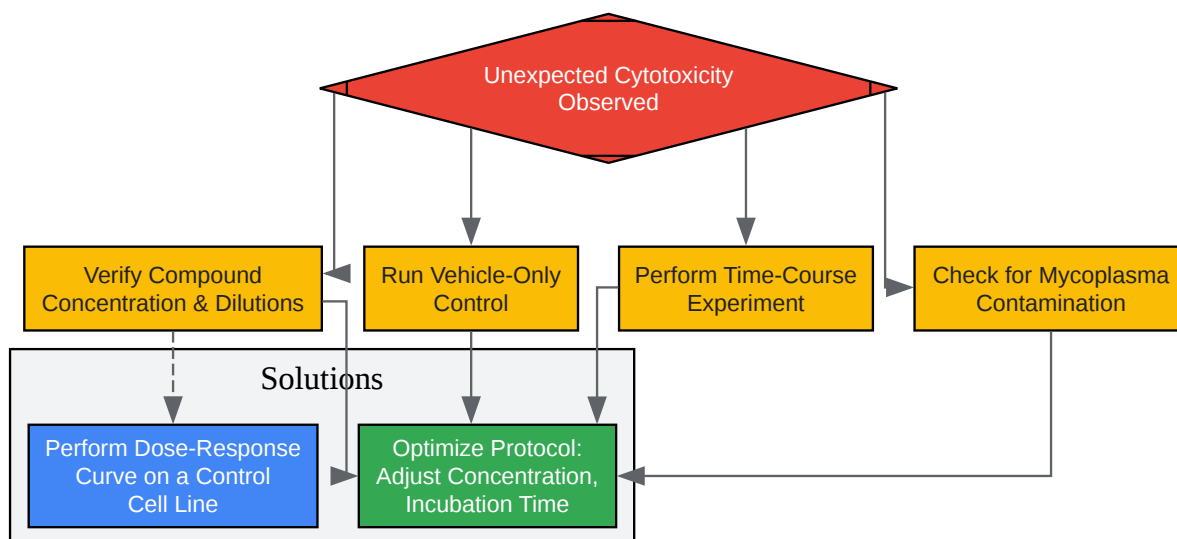 Unexpected Cytotoxicity
Observed
Verify Compound
Concentration & Dilutions
Run Vehicle-Only
Control
Perform Time-Course
Experiment
Check for Mycoplasma
Contamination
Solutions
Perform Dose-Response
Curve on a Control
Cell Line
Optimize Protocol:
Adjust Concentration,
Incubation Time